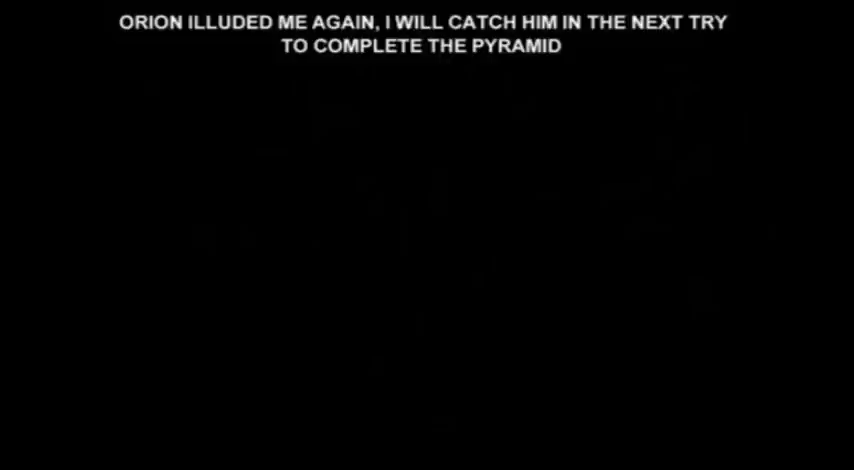 ORION ILLUDED ME AGAIN, I WILL CATCH HIM IN THE NEXT TRY
TO COMPLETE THE PYRAMID